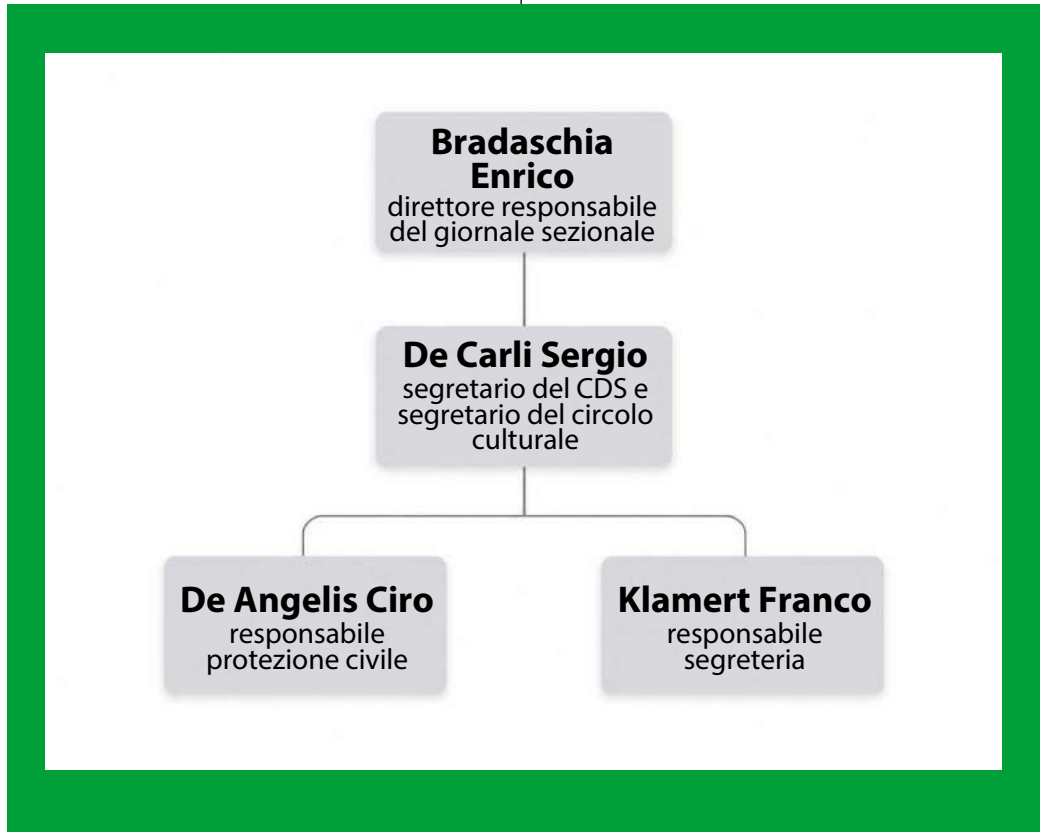 Bradaschia
Enrico
direttore responsabile
del giornale sezionale
De Carli Sergio
segretario del CDS e
segretario del circolo
culturale
De Angelis Ciro
responsabile
protezione civile
Klamert Franco
responsabile
segreteria